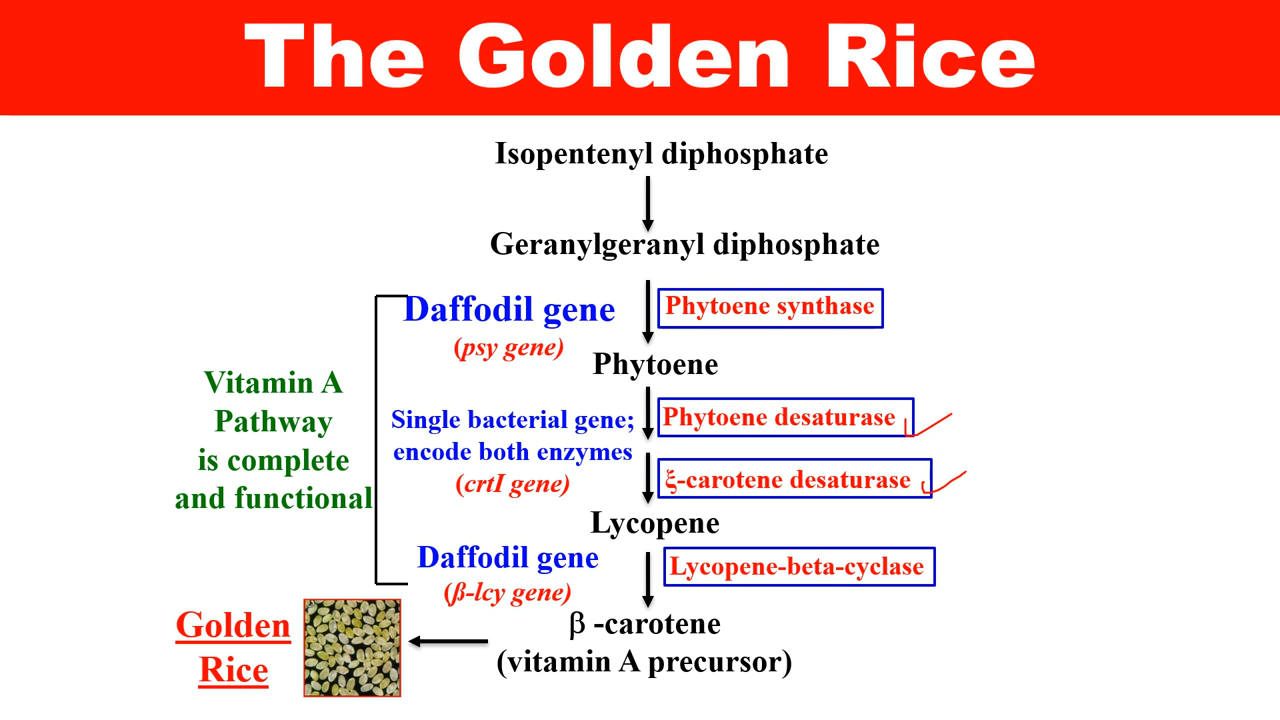 The Golden Rice
Isopentenyl diphosphate
Geranylgeranyl diphosphate
Daffodil gene
(psy gene)
Phytoene synthase
Phytoene
Vitamin A
Pathway
is complete
and functional
Single bacterial gene;
encode both enzymes
(crtI gene)
Phytoene desaturase
ξ-carotene desaturase
Lycopene
Daffodil gene
(ß-lcy gene)
Lycopene-beta-cyclase
β -carotene
(vitamin A precursor)
Golden
Rice